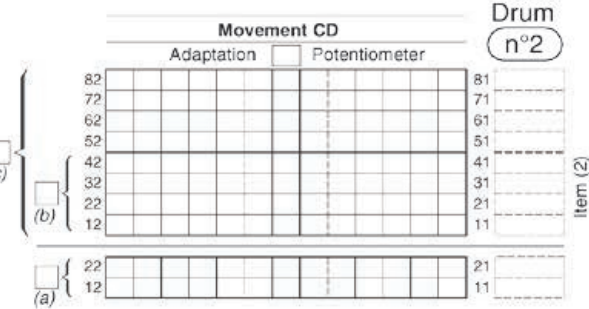 Drum
Movement CD
n°2
Adaptation Potentiometer
82 81
72 71
62 61
52 51
42 41
32 31
(b) 22 21
12 11
Item (2)
22 21
12 11
(a)